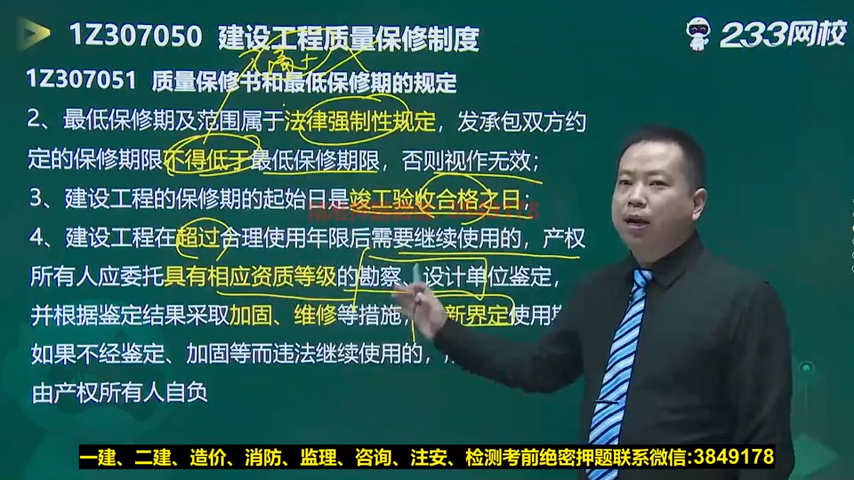 1Z307050 建设工程质量保修制度
233网校
1Z307051 质量保修书和最低保修期的规定
2、最低保修期及范围属于法律强制性规定，发承包双方约
定的保修期限不得低于最低保修期限，否则视作无效；
3、建设工程的保修期的起始日是竣工验收合格之日；
4、建设工程在超过合理使用年限后需要继续使用的，产权
所有人应委托具有相应资质等级的勘察、设计单位鉴定，
并根据鉴定结果采取加固、维修等措施，新界定使用
如果不经鉴定、加固等而违法继续使用的，
由产权所有人自负
一建、二建、造价、消防、监理、咨询、注安、检测考前绝密押题联系微信:3849178